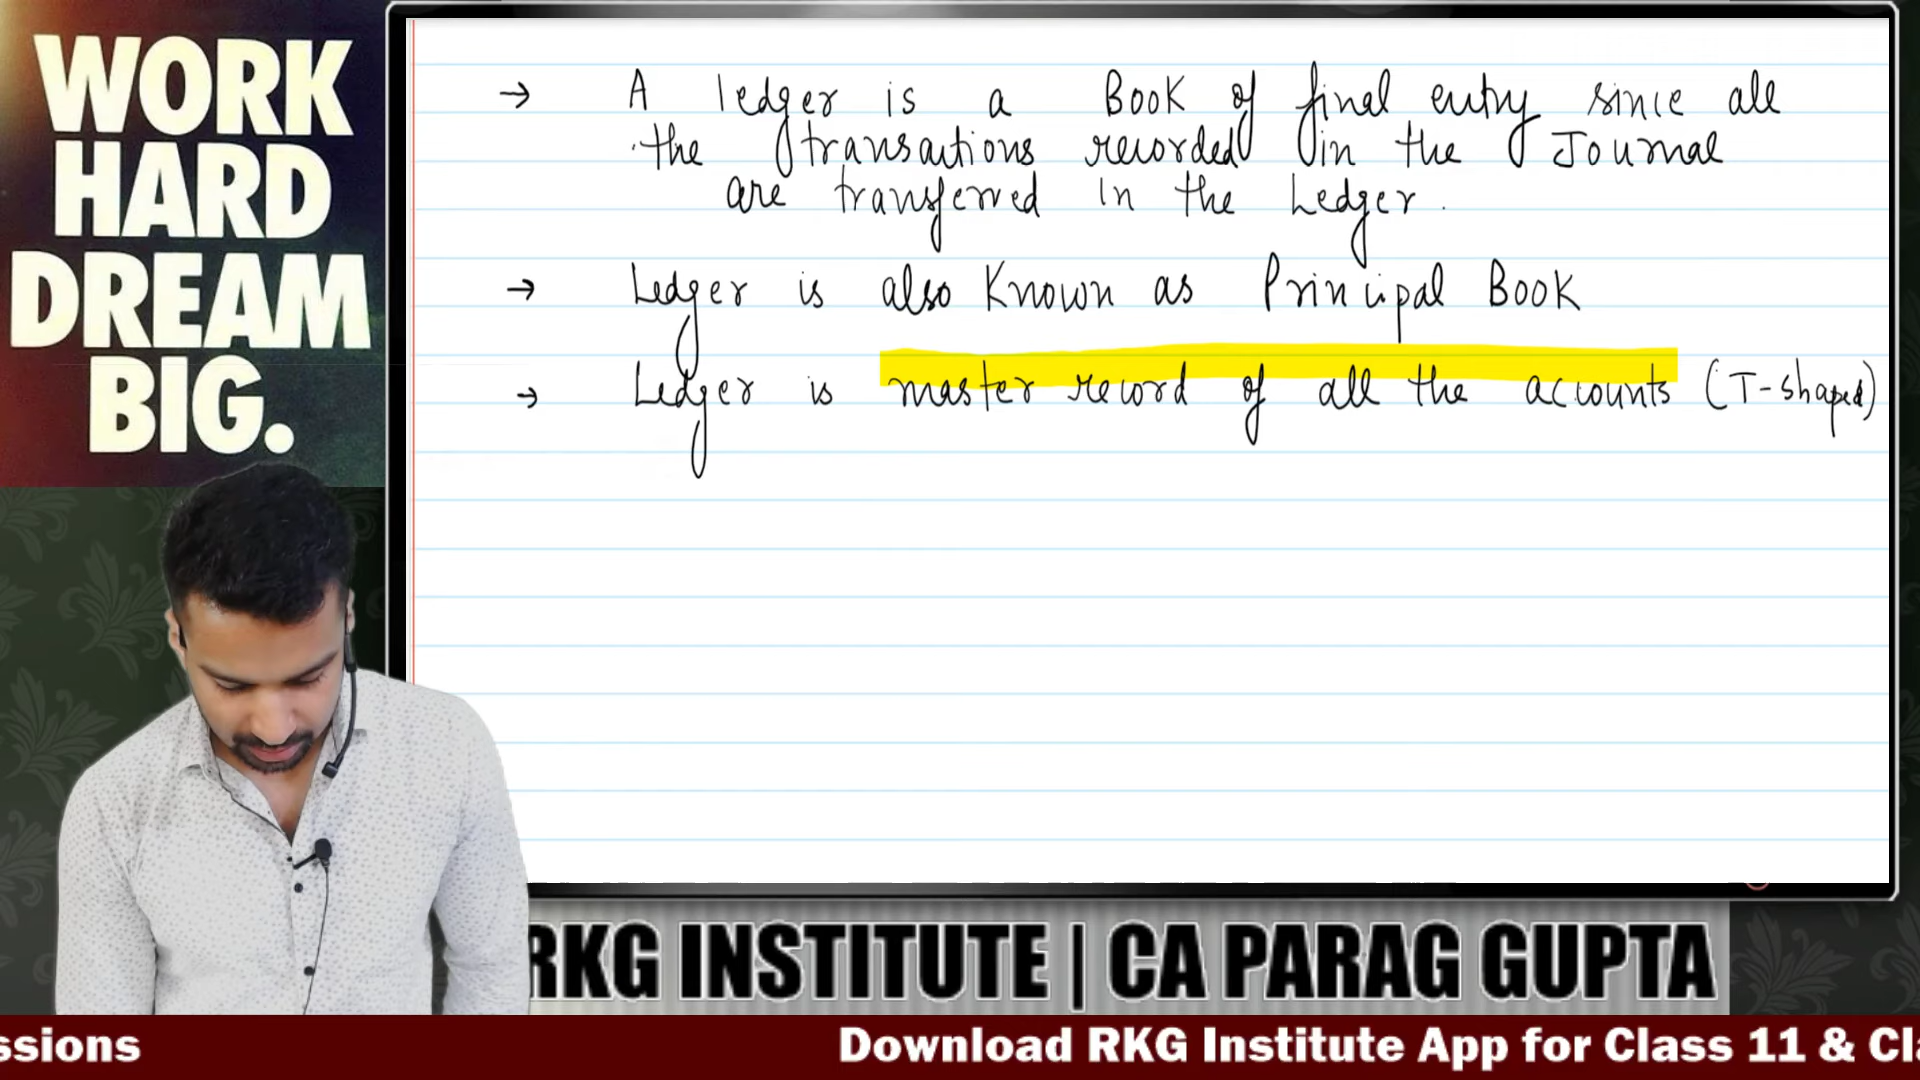 WORK
HARD
DREAM
BIG.
→ A ledger is a Book of final entry since all
the transactions recorded in the Journal
are transferred in the Ledger.
→ Ledger is also Known as Principal Book
→ Ledger is master record of all the accounts (T-shaped)
RKG INSTITUTE | CA PARAG GUPTA
ssions Download RKG Institute App for Class 11 & Cl